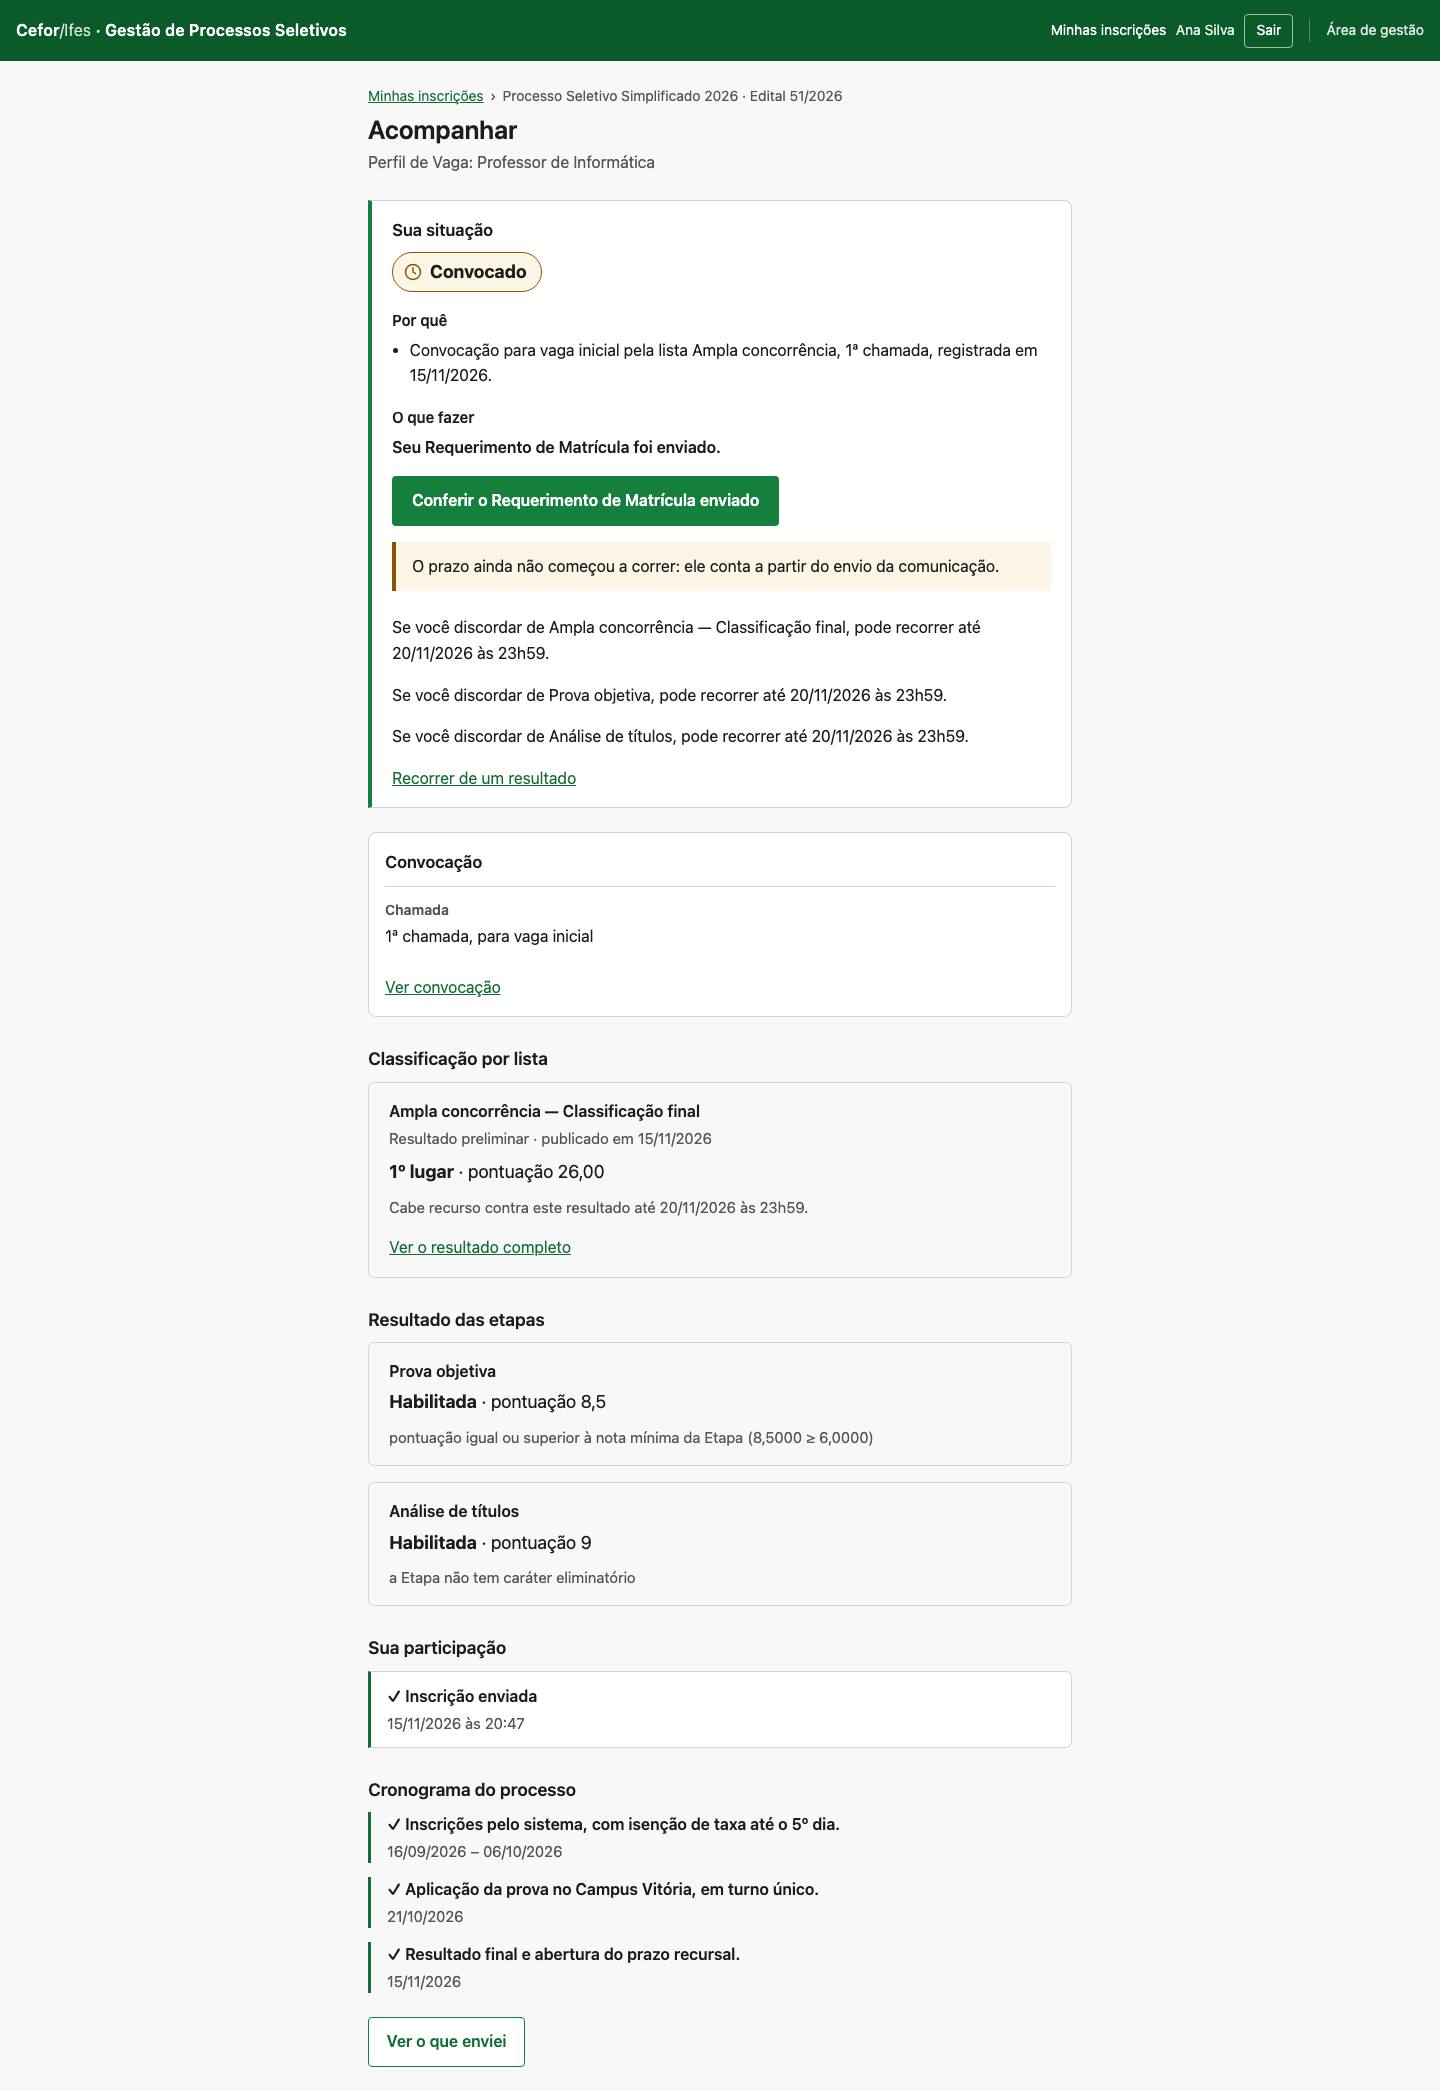 Cefor/Ifes · Gestão de Processos Seletivos
Minhas inscrições Ana Silva Sair Área de gestão
Minhas inscrições › Processo Seletivo Simplificado 2026 · Edital 51/2026
Acompanhar
Perfil de Vaga: Professor de Informática
Sua situação
Convocado
Por quê
• Convocação para vaga inicial pela lista Ampla concorrência, 1ª chamada, registrada em
15/11/2026.
O que fazer
Seu Requerimento de Matrícula foi enviado.
Conferir o Requerimento de Matrícula enviado
O prazo ainda não começou a correr: ele conta a partir do envio da comunicação.
Se você discordar de Ampla concorrência — Classificação final, pode recorrer até
20/11/2026 às 23h59.
Se você discordar de Prova objetiva, pode recorrer até 20/11/2026 às 23h59.
Se você discordar de Análise de títulos, pode recorrer até 20/11/2026 às 23h59.
Recorrer de um resultado
Convocação
Chamada
1ª chamada, para vaga inicial
Ver convocação
Classificação por lista
Ampla concorrência — Classificação final
Resultado preliminar · publicado em 15/11/2026
1º lugar · pontuação 26,00
Cabe recurso contra este resultado até 20/11/2026 às 23h59.
Ver o resultado completo
Resultado das etapas
Prova objetiva
Habilitada · pontuação 8,5
pontuação igual ou superior à nota mínima da Etapa (8,5000 ≥ 6,0000)
Análise de títulos
Habilitada · pontuação 9
a Etapa não tem caráter eliminatório
Sua participação
✓ Inscrição enviada
15/11/2026 às 20:47
Cronograma do processo
✓ Inscrições pelo sistema, com isenção de taxa até o 5º dia.
16/09/2026 – 06/10/2026
✓ Aplicação da prova no Campus Vitória, em turno único.
21/10/2026
✓ Resultado final e abertura do prazo recursal.
15/11/2026
Ver o que enviei